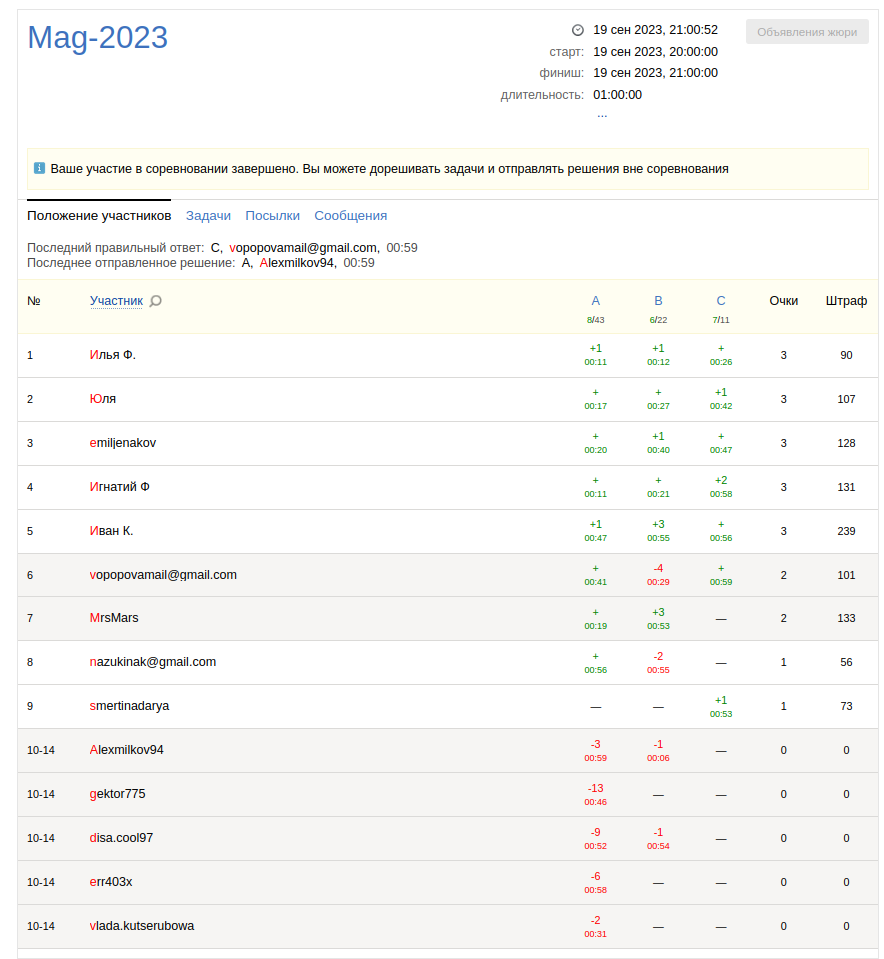 Mag-2023
19 сен 2023, 21:00:52
Объявления жюри
старт: 19 сен 2023, 20:00:00
финиш: 19 сен 2023, 21:00:00
длительность: 01:00:00
...
Ваше участие в соревновании завершено. Вы можете дорешивать задачи и отправлять решения вне соревнования
Положение участников Задачи Посылки Сообщения
Последний правильный ответ: C, vopopovamail@gmail.com, 00:59
Последнее отправленное решение: A, Alexmilkov94, 00:59
№ Участник A B C Очки Штраф
8/43 6/22 7/11
1 Илья Ф. +1 +1 + 3 90
00:11 00:12 00:26
2 Юля + + +1 3 107
00:17 00:27 00:42
3 emiljenakov + +1 + 3 128
00:20 00:40 00:47
4 Игнатий Ф + + +2 3 131
00:11 00:21 00:58
5 Иван К. +1 +3 + 3 239
00:47 00:55 00:56
6 vopopovamail@gmail.com + -4 + 2 101
00:41 00:29 00:59
7 MrsMars + +3 — 2 133
00:19 00:53
8 nazukinak@gmail.com + -2 — 1 56
00:56 00:55
9 smertinadarya — — +1 1 73
00:53
10-14 Alexmilkov94 -3 -1 — 0 0
00:59 00:06
10-14 gektor775 -13 — — 0 0
00:46
10-14 disa.cool97 -9 -1 — 0 0
00:52 00:54
10-14 err403x -6 — — 0 0
00:58
10-14 vlada.kutserubowa -2 — — 0 0
00:31